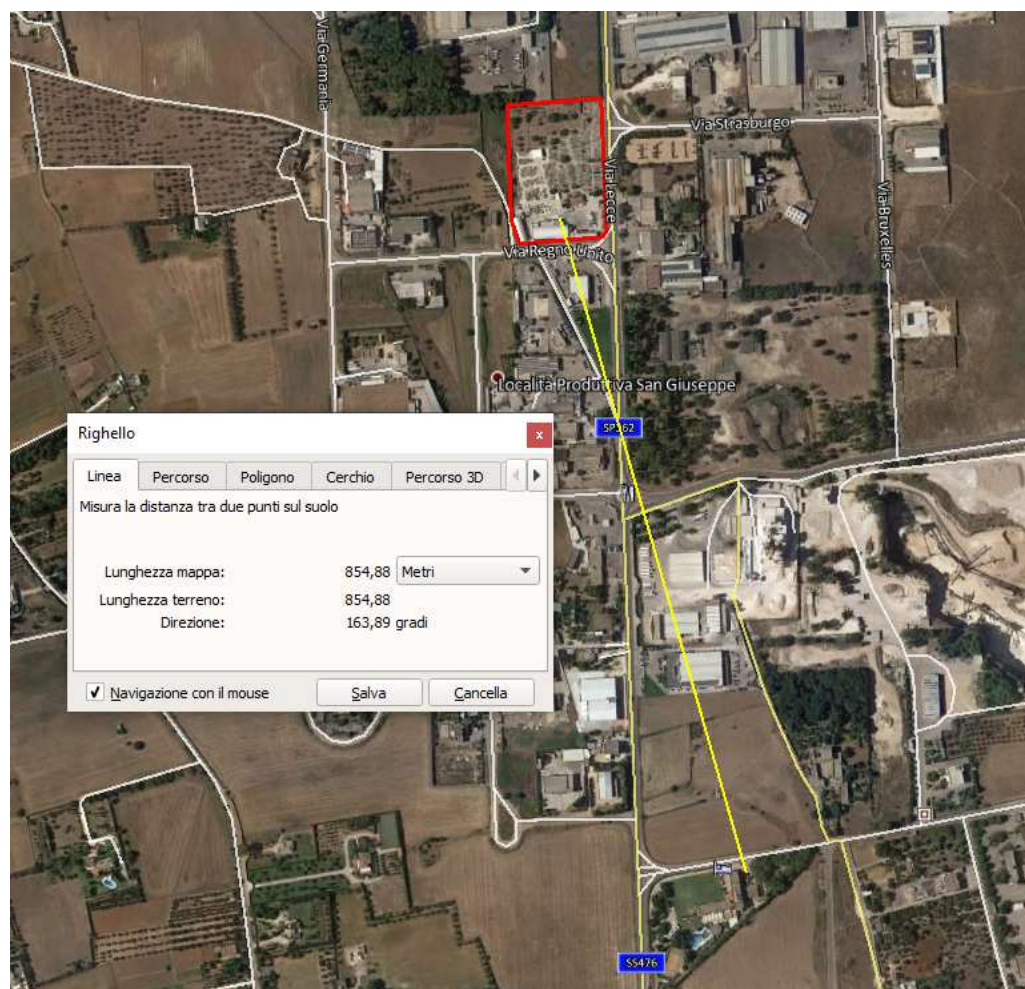 Via Germania
Via Strasburgo
Via Lecce
Via Bruxelles
Via Regno Unito
Località Produttiva San Giuseppe
SP362
Righello
x
Linea
Percorso
Poligono
Cerchio
Percorso 3D
Misura la distanza tra due punti sul suolo
Lunghezza mappa: 854,88 Metri
Lunghezza terreno: 854,88
Direzione: 163,89 gradi
Navigazione con il mouse
Salva
Cancella
SS476